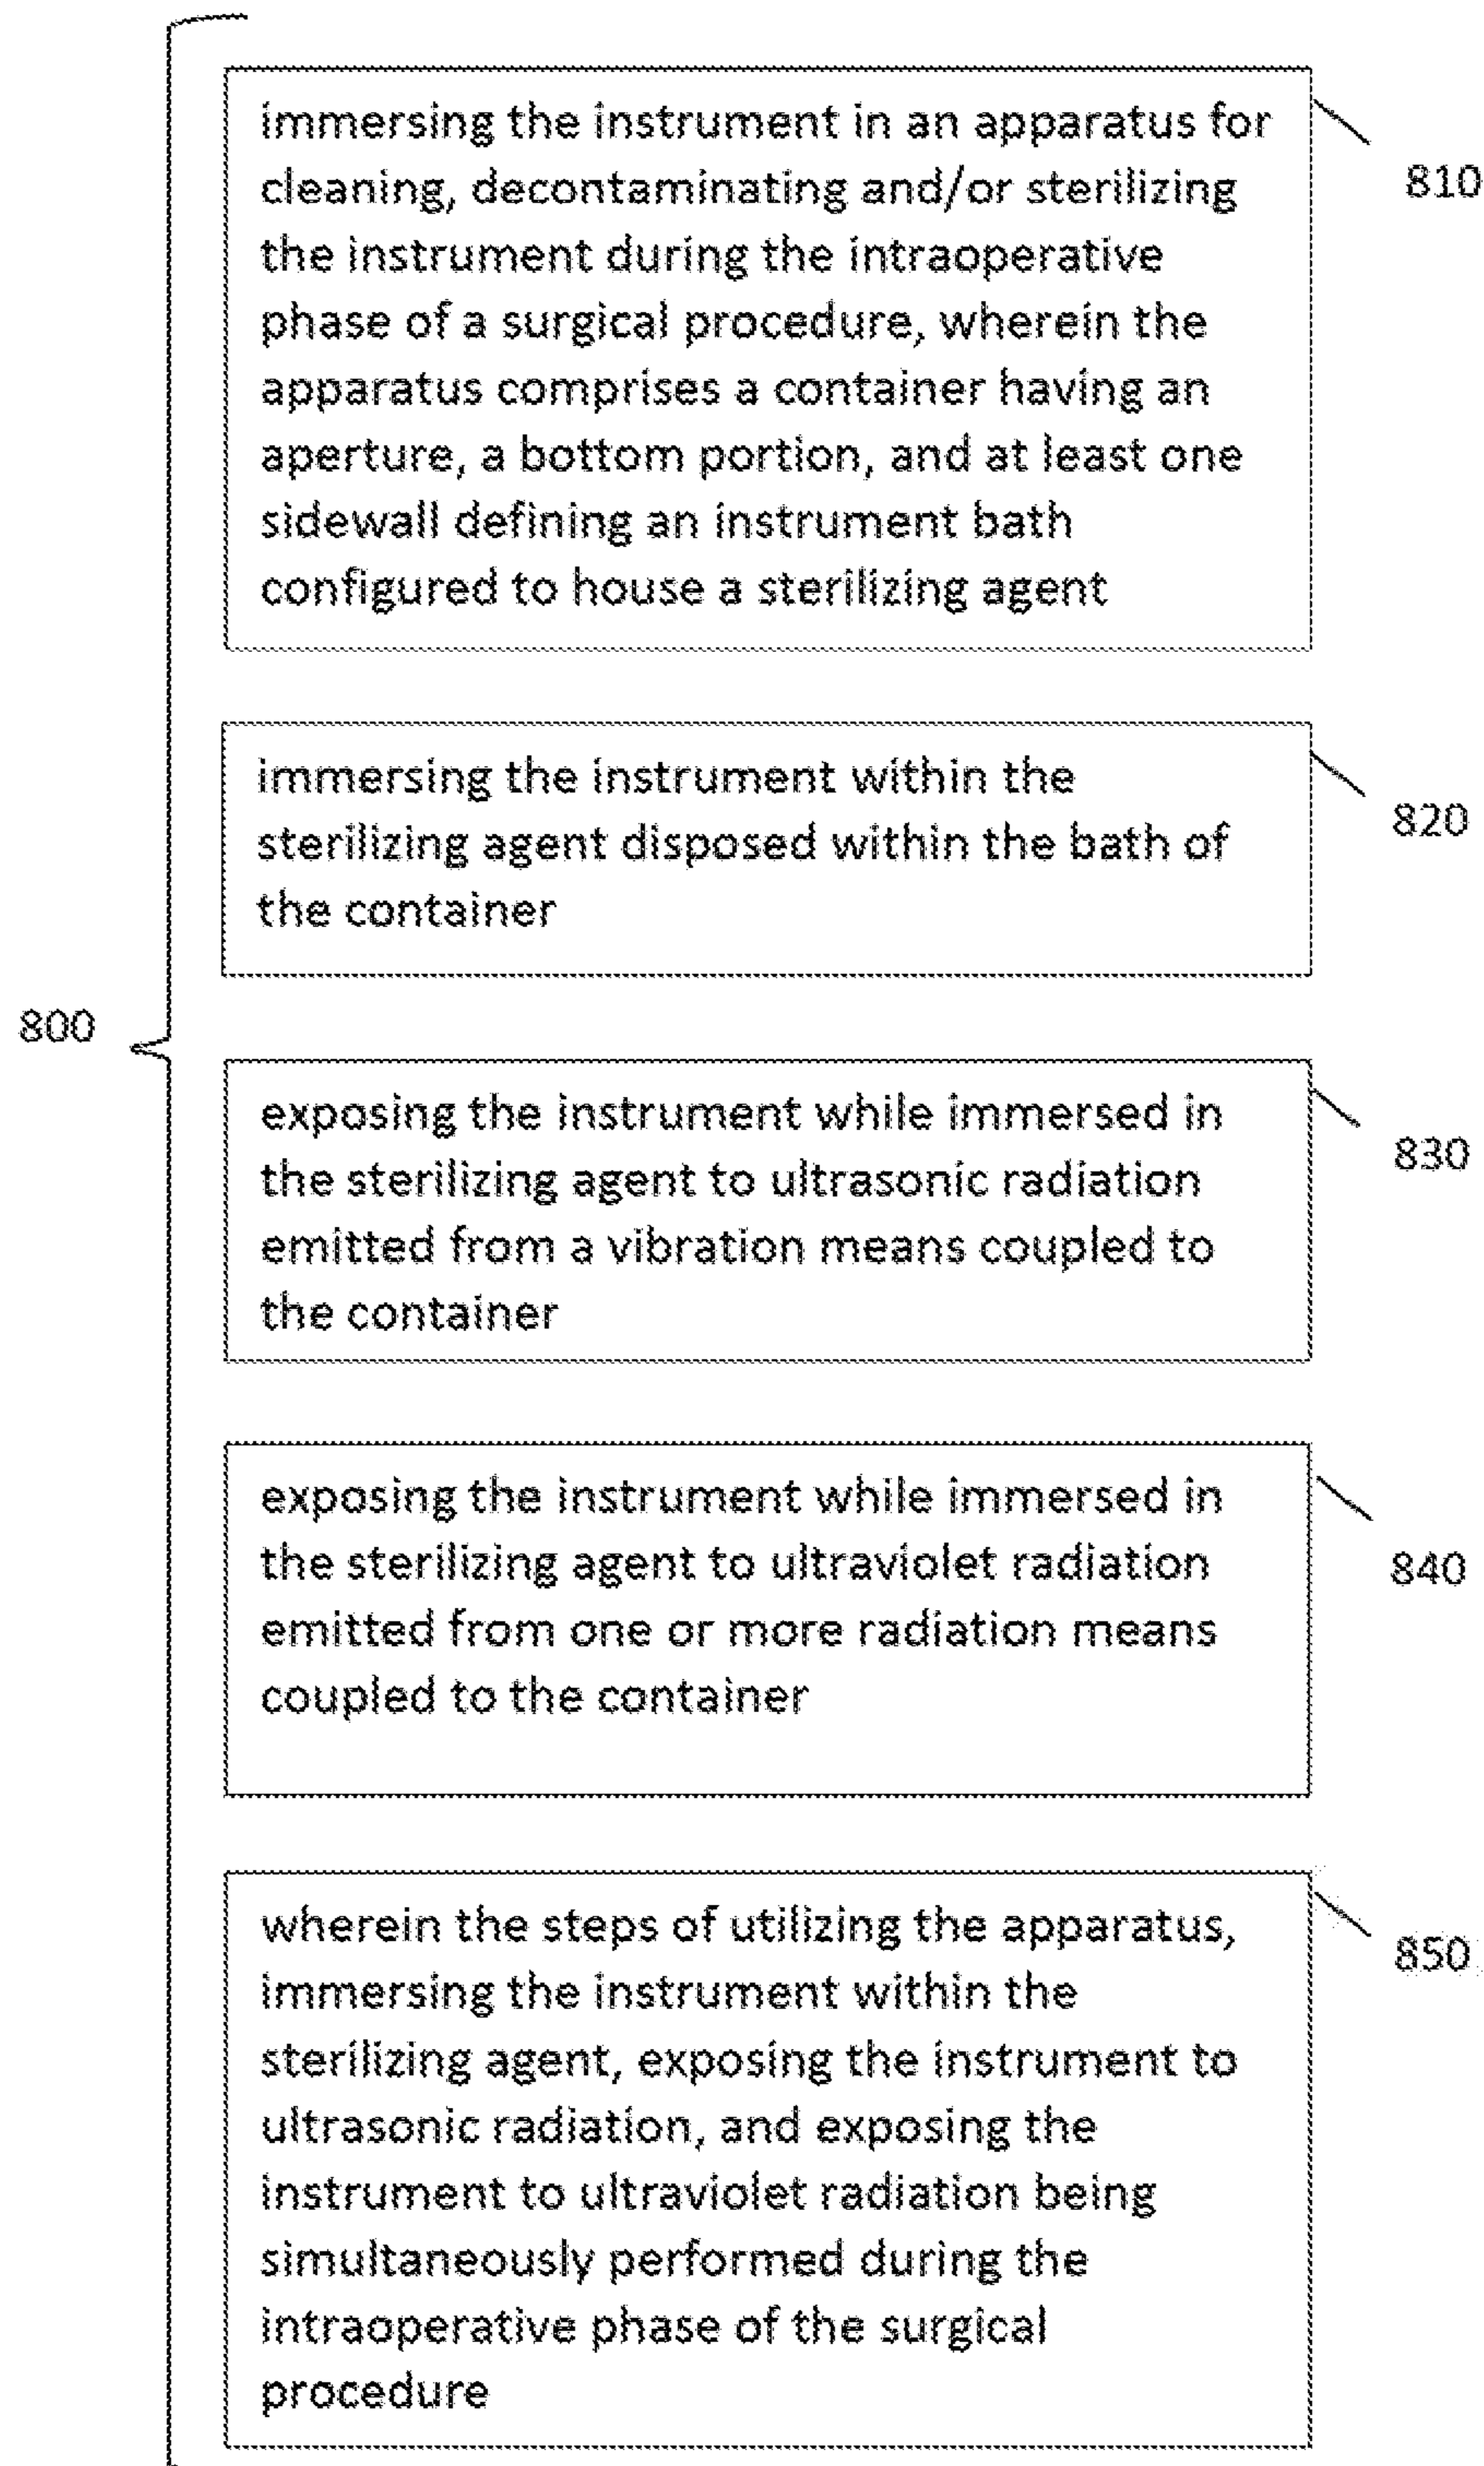 immersing the instrument in an apparatus for
cleaning, decontaminating and/or sterilizing
the instrument during the intraoperative
phase of a surgical procedure, wherein the
apparatus comprises a container having an
aperture, a bottom portion, and at least one
sidewall defining an instrument bath
configured to house a sterilizing agent
810
immersing the instrument within the
sterilizing agent disposed within the bath of
the container
820
800
exposing the instrument while immersed in
the sterilizing agent to ultrasonic radiation
emitted from a vibration means coupled to
the container
830
exposing the instrument while immersed in
the sterilizing agent to ultraviolet radiation
emitted from one or more radiation means
coupled to the container
840
wherein the steps of utilizing the apparatus,
immersing the instrument within the
sterilizing agent, exposing the instrument to
ultrasonic radiation, and exposing the
instrument to ultraviolet radiation being
simultaneously performed during the
intraoperative phase of the surgical
procedure
850